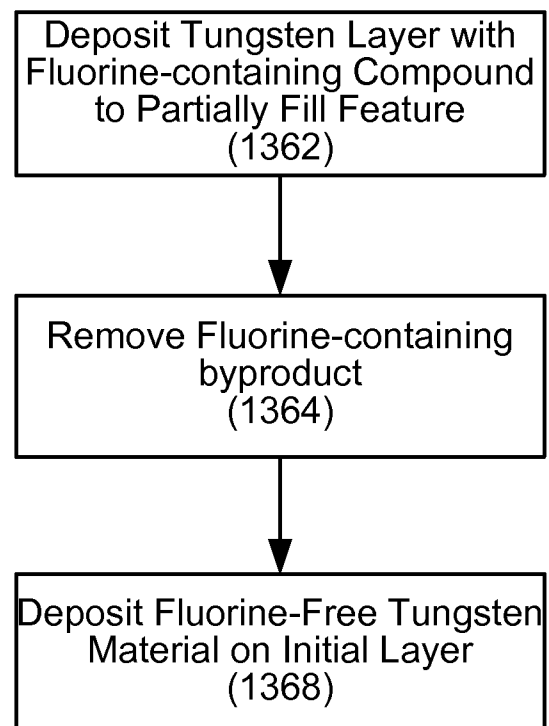 Deposit Tungsten Layer with
Fluorine-containing Compound
to Partially Fill Feature
(1362)
Remove Fluorine-containing
byproduct
(1364)
Deposit Fluorine-Free Tungsten
Material on Initial Layer
(1368)